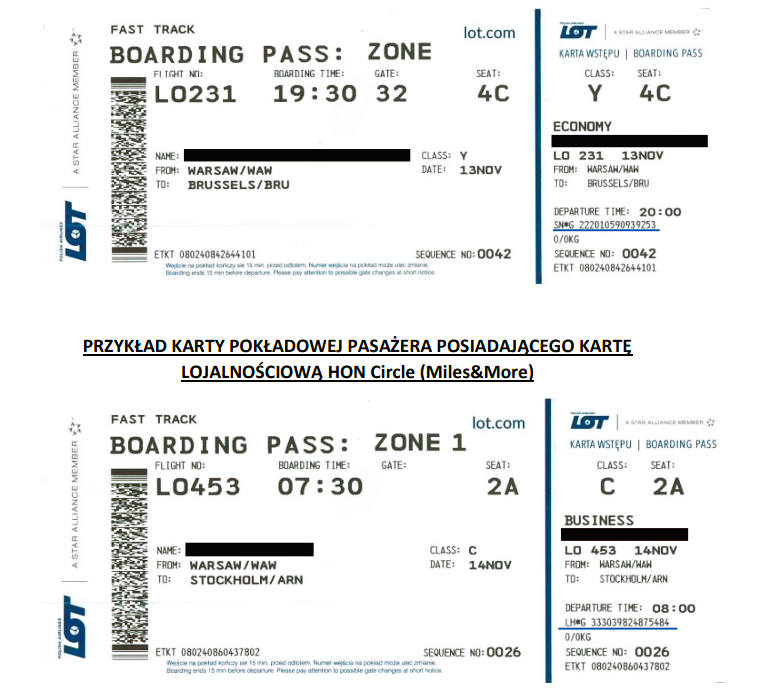 FAST TRACK
lot.com
BOARDING PASS: ZONE
FLIGHT NO: BOARDING TIME: GATE: SEAT:
LO231 19:30 32 4C
NAME: CLASS: Y
FROM: WARSAW/WAW DATE: 13NOV
TO: BRUSSELS/BRU
ETKT 080240842644101 SEQUENCE NO: 0042
Wejście na pokład kończy się 15 min. przed odlotem. Numer wejścia na pokład może ulec zmianie.
Boarding ends 15 min before departure. Please pay attention to possible gate changes at short notice.
A STAR ALLIANCE MEMBER
POLISH AIRLINES
LOT
POLISH AIRLINES
LOT A STAR ALLIANCE MEMBER
KARTA WSTĘPU | BOARDING PASS
CLASS: SEAT:
Y 4C
ECONOMY
LO 231 13NOV
FROM: WARSAW/WAW
TO: BRUSSELS/BRU
DEPARTURE TIME: 20:00
SN*G 222010590939253
0/0KG
SEQUENCE NO: 0042
ETKT 080240842644101
PRZYKŁAD KARTY POKŁADOWEJ PASAŻERA POSIADAJĄCEGO KARTĘ
LOJALNOŚCIOWĄ HON Circle (Miles&More)
FAST TRACK
lot.com
BOARDING PASS: ZONE 1
FLIGHT NO: BOARDING TIME: GATE: SEAT:
LO453 07:30 2A
NAME: CLASS: C
FROM: WARSAW/WAW DATE: 14NOV
TO: STOCKHOLM/ARN
ETKT 080240860437802 SEQUENCE NO: 0026
Wejście na pokład kończy się 15 min. przed odlotem. Numer wejścia na pokład może ulec zmianie.
Boarding ends 15 min before departure. Please pay attention to possible gate changes at short notice.
A STAR ALLIANCE MEMBER
POLISH AIRLINES
LOT
POLISH AIRLINES
LOT A STAR ALLIANCE MEMBER
KARTA WSTĘPU | BOARDING PASS
CLASS: SEAT:
C 2A
BUSINESS
LO 453 14NOV
FROM: WARSAW/WAW
TO: STOCKHOLM/ARN
DEPARTURE TIME: 08:00
LH*G 333039824875484
0/0KG
SEQUENCE NO: 0026
ETKT 080240860437802